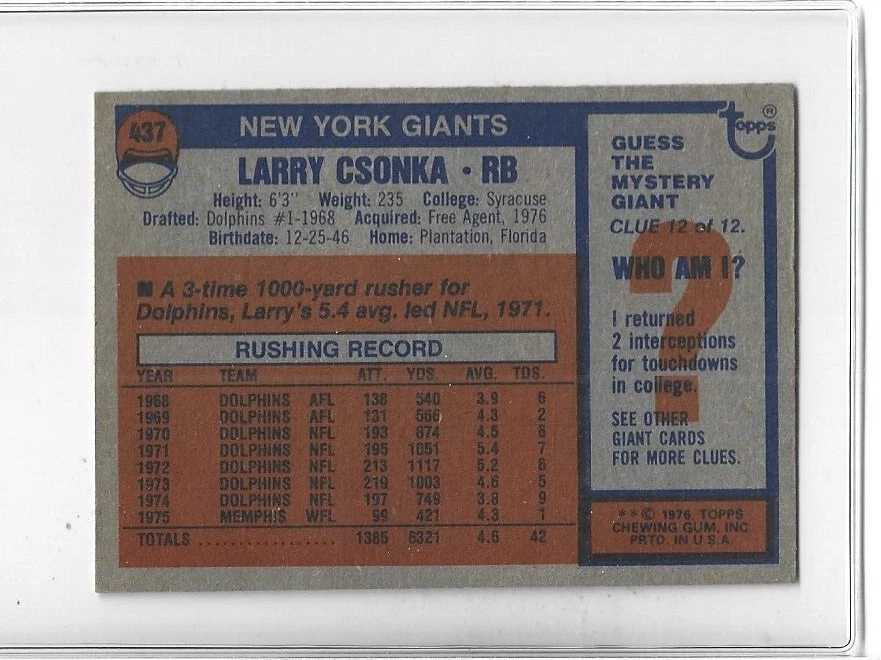 437
NEW YORK GIANTS
LARRY CSONKA • RB
Height: 6'3" Weight: 235 College: Syracuse
Drafted: Dolphins #1-1968 Acquired: Free Agent, 1976
Birthdate: 12-25-46 Home: Plantation, Florida
■ A 3-time 1000-yard rusher for
Dolphins, Larry's 5.4 avg. led NFL, 1971.
RUSHING RECORD
YEAR TEAM ATT. YDS. AVG. TDS.
1968 DOLPHINS AFL 138 540 3.9 6
1969 DOLPHINS AFL 131 566 4.3 2
1970 DOLPHINS NFL 193 874 4.5 6
1971 DOLPHINS NFL 195 1051 5.4 7
1972 DOLPHINS NFL 213 1117 5.2 6
1973 DOLPHINS NFL 219 1003 4.6 5
1974 DOLPHINS NFL 197 749 3.8 9
1975 MEMPHIS WFL 99 421 4.3 1
TOTALS .................. 1385 6321 4.6 42
topps ®
GUESS
THE
MYSTERY
GIANT
CLUE 12 of 12.
?
WHO AM I?
I returned
2 interceptions
for touchdowns
in college.
SEE OTHER
GIANT CARDS
FOR MORE CLUES.
* * © 1976 TOPPS
CHEWING GUM, INC.
PRTD. IN U.S.A.